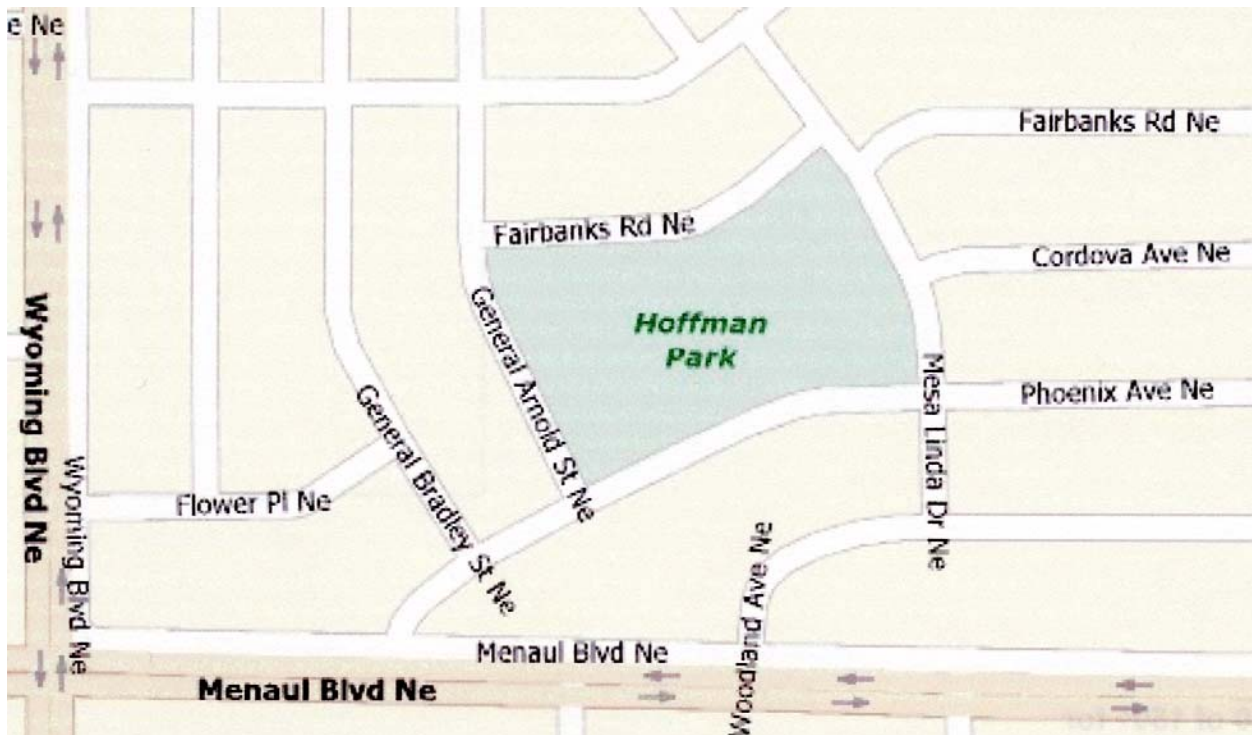 e Ne
Fairbanks Rd Ne
Fairbanks Rd Ne
Cordova Ave Ne
Hoffman
Park
General Arnold St Ne
Wyoming Blvd Ne
Mesa Linda Dr Ne
Phoenix Ave Ne
General Bradley St Ne
Wyoming Blvd Ne
Flower Pl Ne
Woodland Ave Ne
Menaul Blvd Ne
Menaul Blvd Ne